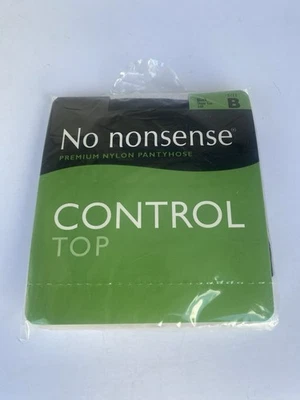 B
No nonsense®
PREMIUM NYLON PANTYHOSE
CONTROL
TOP